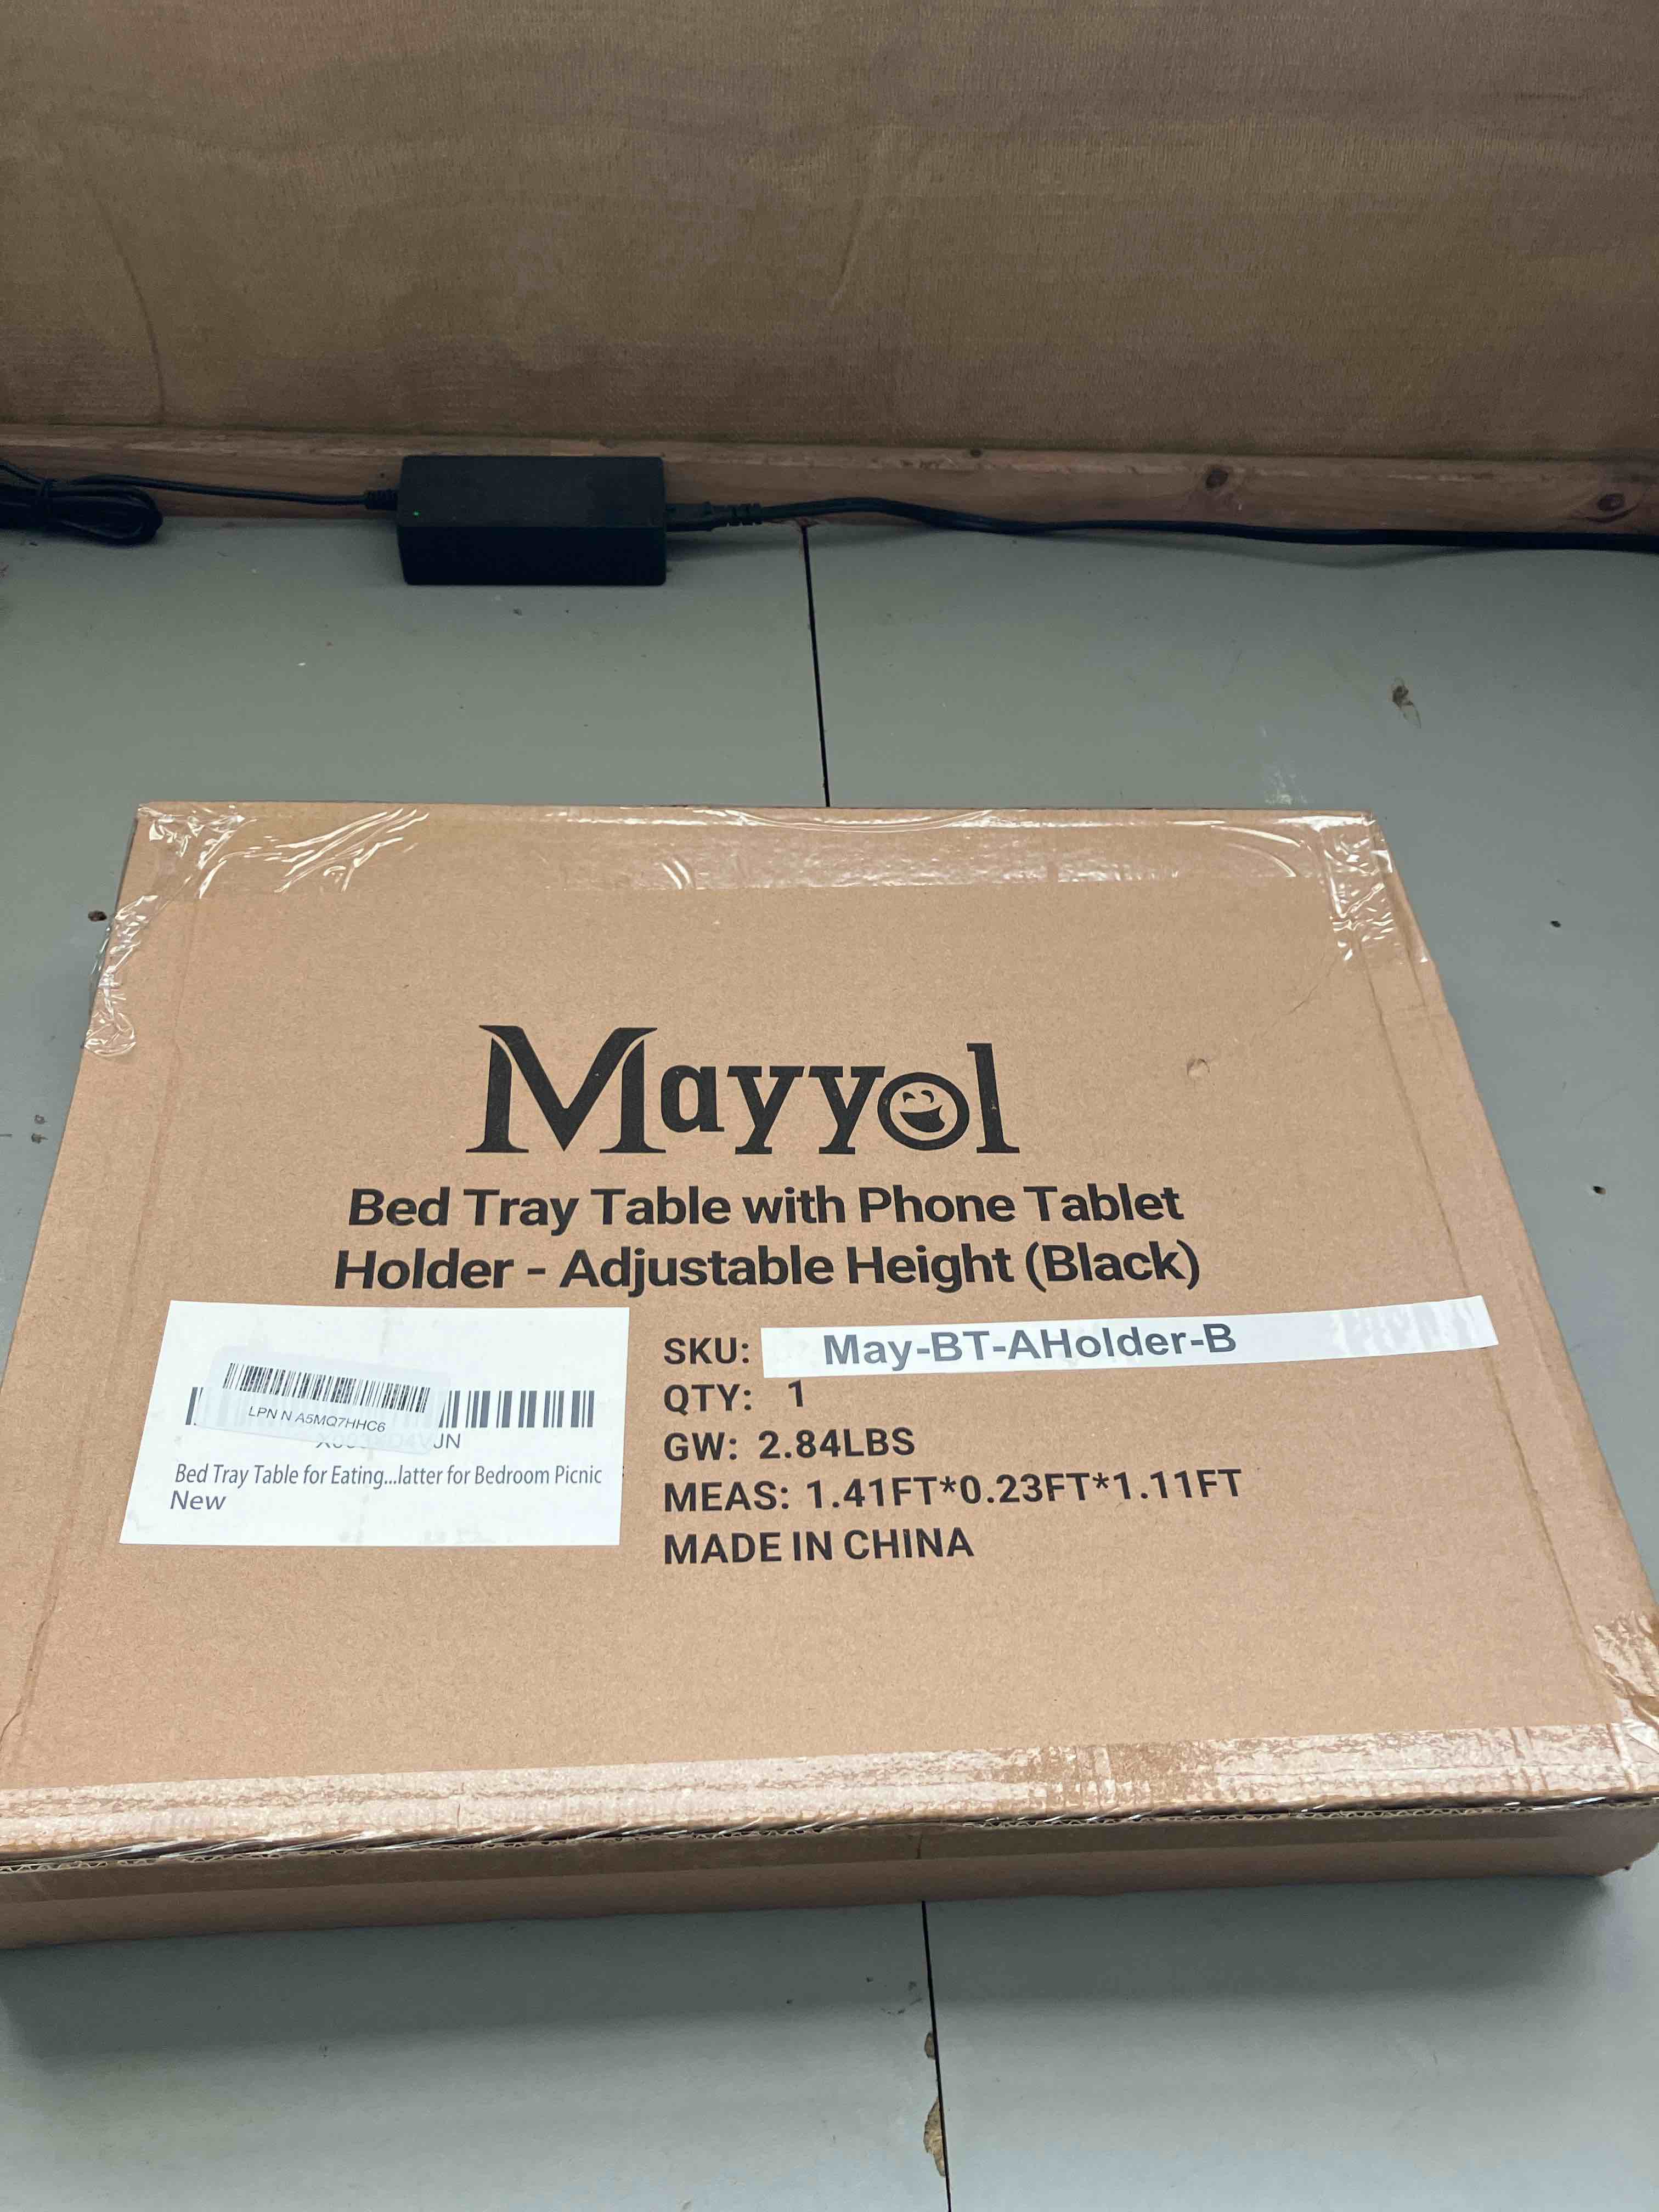 Mayyol
Bed Tray Table with Phone Tablet
Holder - Adjustable Height (Black)
SKU: May-BT-AHolder-B
QTY: 1
GW: 2.84LBS
MEAS: 1.41FT*0.23FT*1.11FT
MADE IN CHINA
LPN N A5MQ7HHC6
Bed Tray Table for Eating...latter for Bedroom Picnic
New